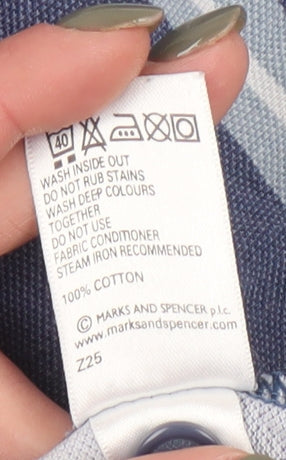 40
WASH INSIDE OUT
DO NOT RUB STAINS
WASH DEEP COLOURS
TOGETHER
DO NOT USE
FABRIC CONDITIONER
STEAM IRON RECOMMENDED
100% COTTON
© MARKS AND SPENCER p.l.c.
www.marksandspencer.com
Z25